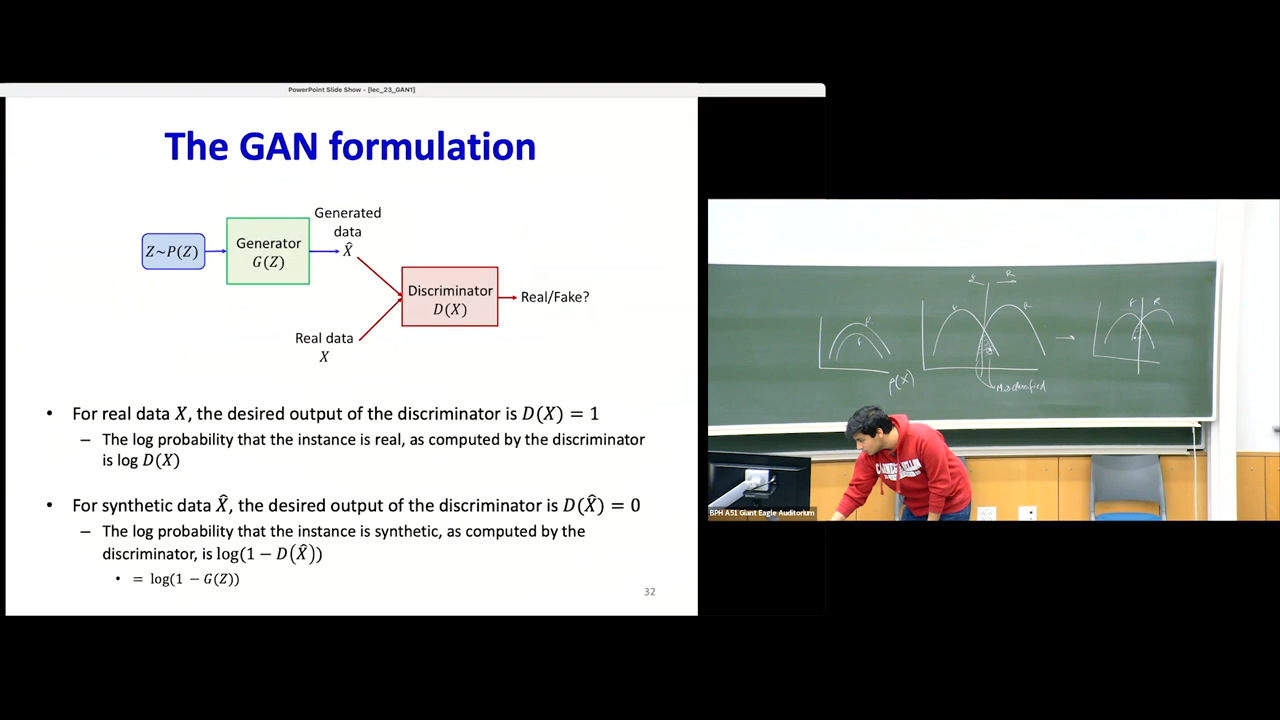 PowerPoint Slide Show - [lec_23_GAN1]
The GAN formulation
Z~P(Z)
Generator
G(Z)
Generated
data
X̂
Real data
X
Discriminator
D(X)
Real/Fake?
• For real data X, the desired output of the discriminator is D(X) = 1
– The log probability that the instance is real, as computed by the discriminator
is log D(X)
• For synthetic data X̂, the desired output of the discriminator is D(X̂) = 0
– The log probability that the instance is synthetic, as computed by the
discriminator, is log(1 − D(X̂))
• = log(1 − G(Z))
32
R
F
P(X)
F
R
R
Misclassified
F
R
BPH A51 Giant Eagle Auditorium